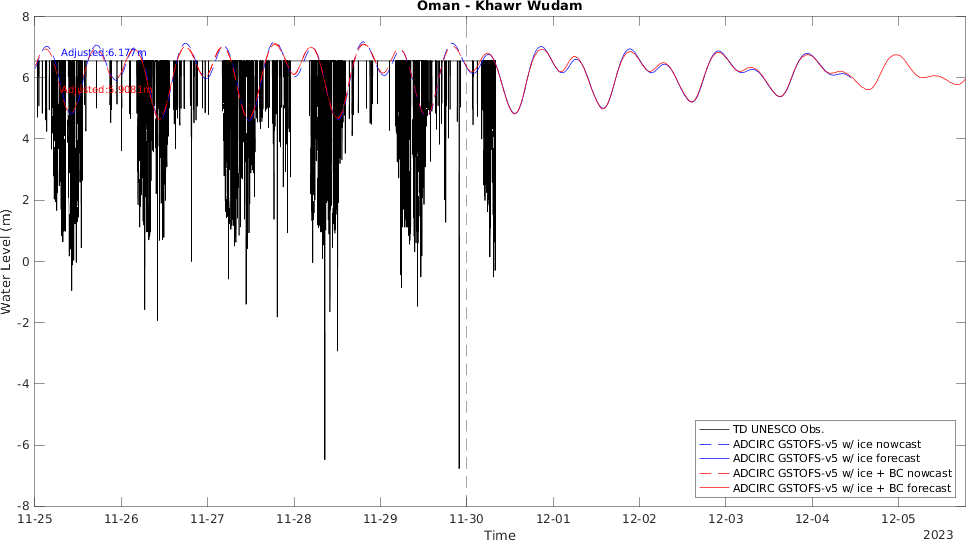 Oman - Khawr Wudam
8
6
4
2
0
-2
-4
-6
-8
Water Level (m)
Adjusted:6.177m
TD UNESCO Obs.
ADCIRC GSTOFS-v5 w/ ice nowcast
ADCIRC GSTOFS-v5 w/ ice forecast
ADCIRC GSTOFS-v5 w/ ice + BC nowcast
ADCIRC GSTOFS-v5 w/ ice + BC forecast
11-25 11-26 11-27 11-28 11-29 11-30 12-01 12-02 12-03 12-04 12-05
Time
2023